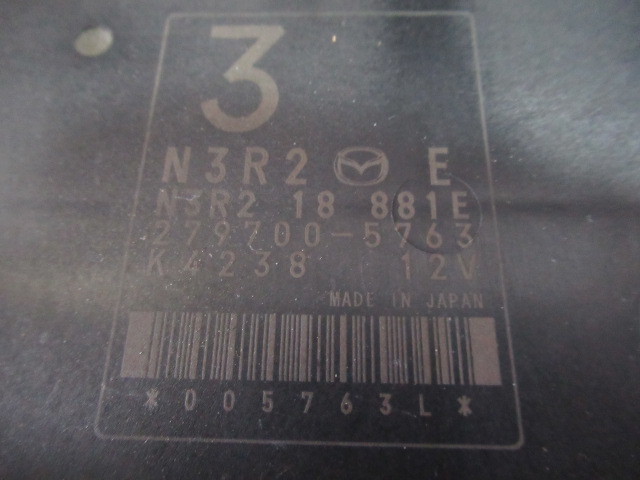 3
N3R2 E
N3R2 18 881E
279700-5763
K4238 12V
MADE IN JAPAN
*005763L*